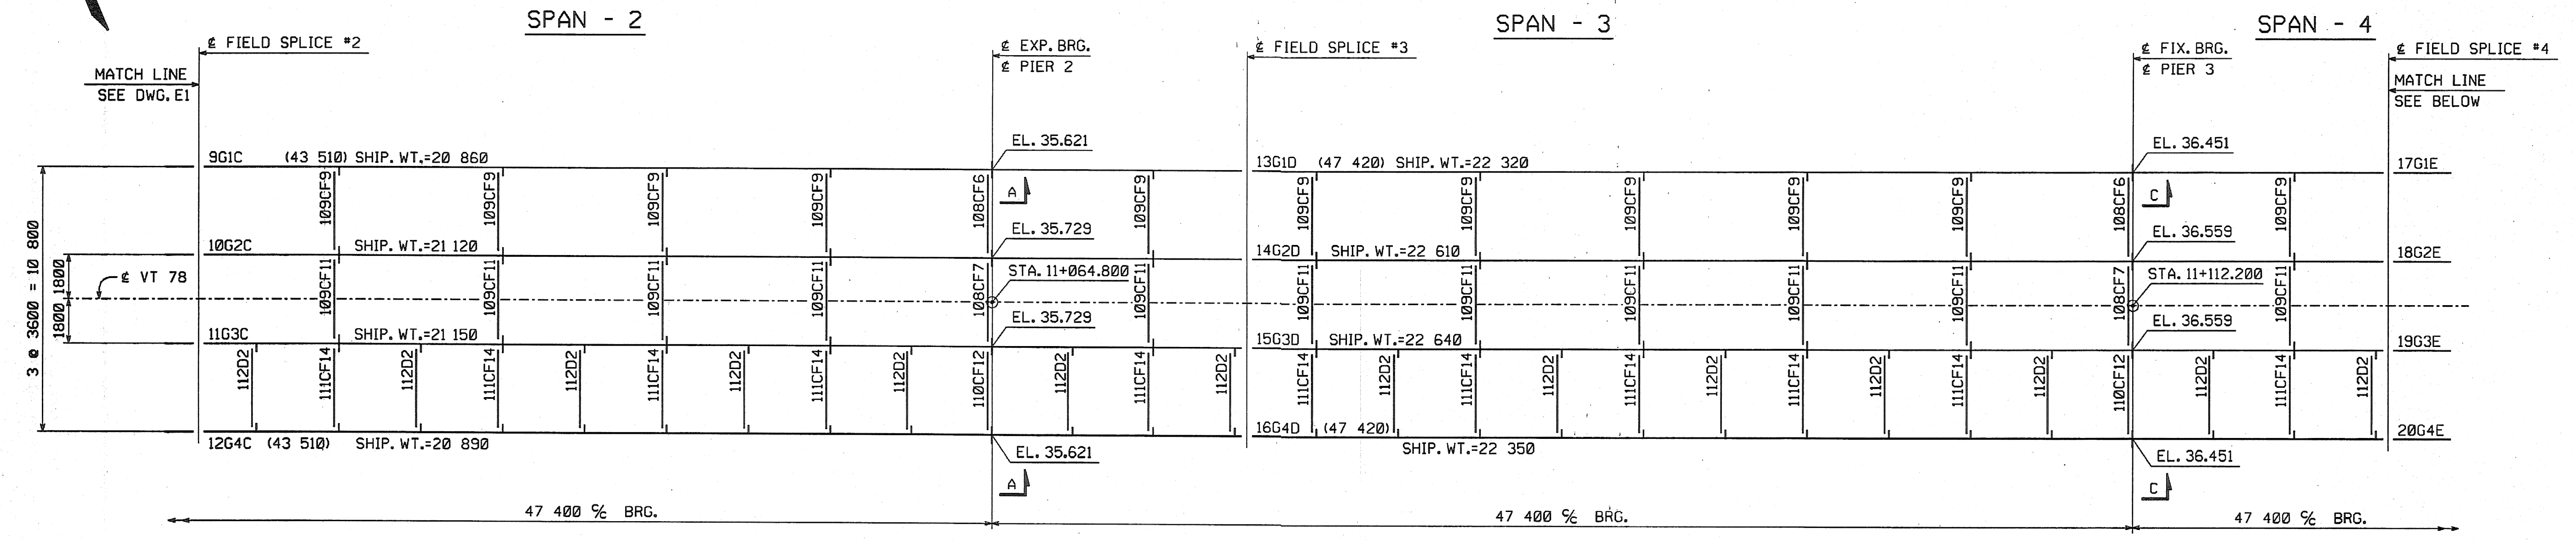 SPAN - 2
SPAN - 3
SPAN - 4
℄ FIELD SPLICE #2
MATCH LINE
SEE DWG. E1
℄ EXP. BRG.
℄ PIER 2
℄ FIELD SPLICE #3
℄ FIX. BRG.
℄ PIER 3
℄ FIELD SPLICE #4
MATCH LINE
SEE BELOW
EL. 35.621
EL. 36.451
9G1C (43 510) SHIP. WT.=20 860
13G1D (47 420) SHIP. WT.=22 320
17G1E
109CF9
109CF9
109CF9
109CF9
108CF6
109CF9
109CF9
109CF9
109CF9
109CF9
109CF9
108CF6
109CF9
A
C
EL. 35.729
EL. 36.559
10G2C SHIP. WT.=21 120
14G2D SHIP. WT.=22 610
18G2E
3 @ 3600 = 10 800
1800
1800
℄ VT 78
109CF11
109CF11
109CF11
109CF11
108CF7
109CF11
109CF11
109CF11
109CF11
109CF11
109CF11
108CF7
109CF11
STA. 11+064.800
STA. 11+112.200
EL. 35.729
EL. 36.559
11G3C SHIP. WT.=21 150
15G3D SHIP. WT.=22 640
19G3E
112D2
111CF14
112D2
111CF14
112D2
111CF14
112D2
111CF14
112D2
110CF12
112D2
111CF14
112D2
111CF14
112D2
111CF14
112D2
111CF14
112D2
111CF14
112D2
111CF14
112D2
110CF12
112D2
111CF14
112D2
12G4C (43 510) SHIP. WT.=20 890
16G4D (47 420)
SHIP. WT.=22 350
20G4E
EL. 35.621
EL. 36.451
A
C
47 400 C/C BRG.
47 400 C/C BRG.
47 400 C/C BRG.